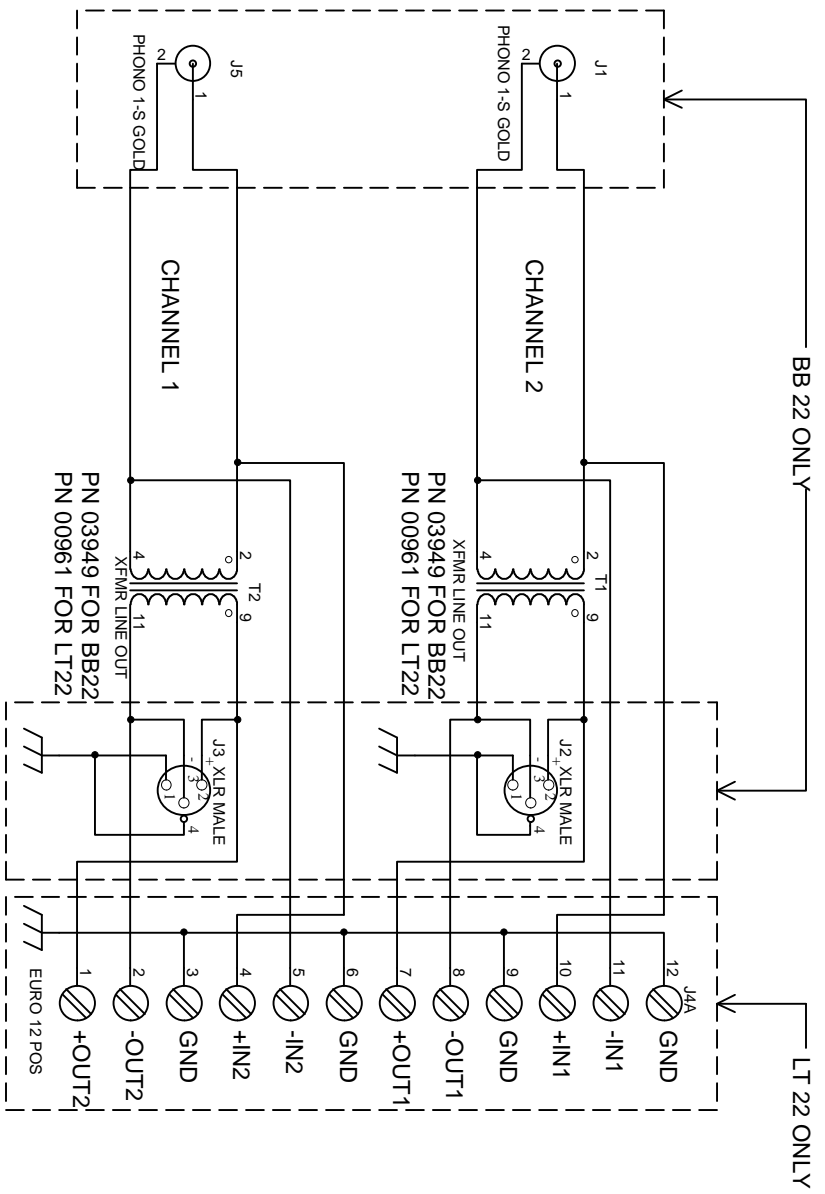 BB 22 ONLY
LT 22 ONLY
J1
1
2
PHONO 1-S GOLD
J5
1
2
PHONO 1-S GOLD
CHANNEL 2
CHANNEL 1
2
4
T1
9
11
XFMR LINE OUT
PN 03949 FOR BB22
PN 00961 FOR LT22
2
4
T2
9
11
XFMR LINE OUT
PN 03949 FOR BB22
PN 00961 FOR LT22
J2 XLR MALE
+
-
2
3
1
4
J3 XLR MALE
+
-
2
3
1
4
J4A
12 GND
11 -IN1
10 +IN1
9 GND
8 -OUT1
7 +OUT1
6 GND
5 -IN2
4 +IN2
3 GND
2 -OUT2
1 +OUT2
EURO 12 POS